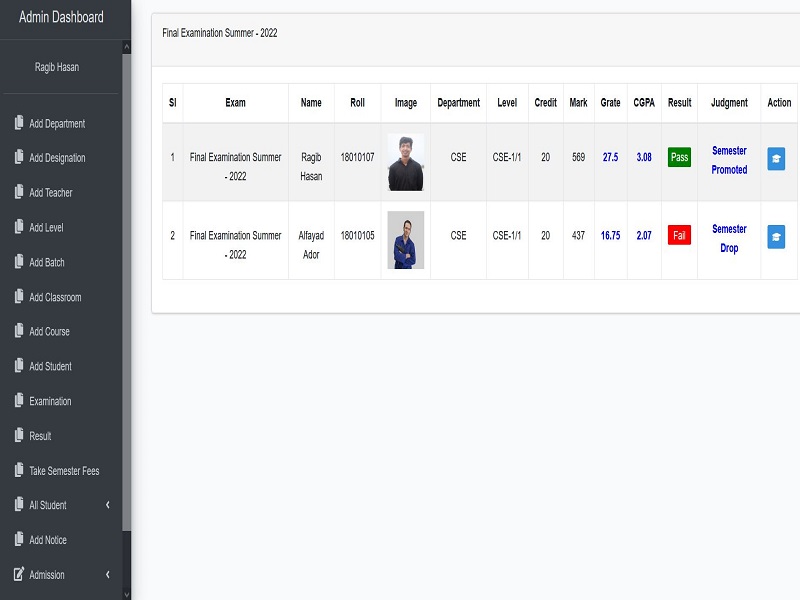 Admin Dashboard
Ragib Hasan
Add Department
Add Designation
Add Teacher
Add Level
Add Batch
Add Classroom
Add Course
Add Student
Examination
Result
Take Semester Fees
All Student
Add Notice
Admission
Final Examination Summer - 2022
Sl Exam Name Roll Image Department Level Credit Mark Grate CGPA Result Judgment Action
1 Final Examination Summer Ragib 18010107 CSE CSE-1/1 20 569 27.5 3.08 Pass Semester
- 2022 Hasan Promoted
2 Final Examination Summer Alfayad 18010105 CSE CSE-1/1 20 437 16.75 2.07 Fail Semester
- 2022 Ador Drop